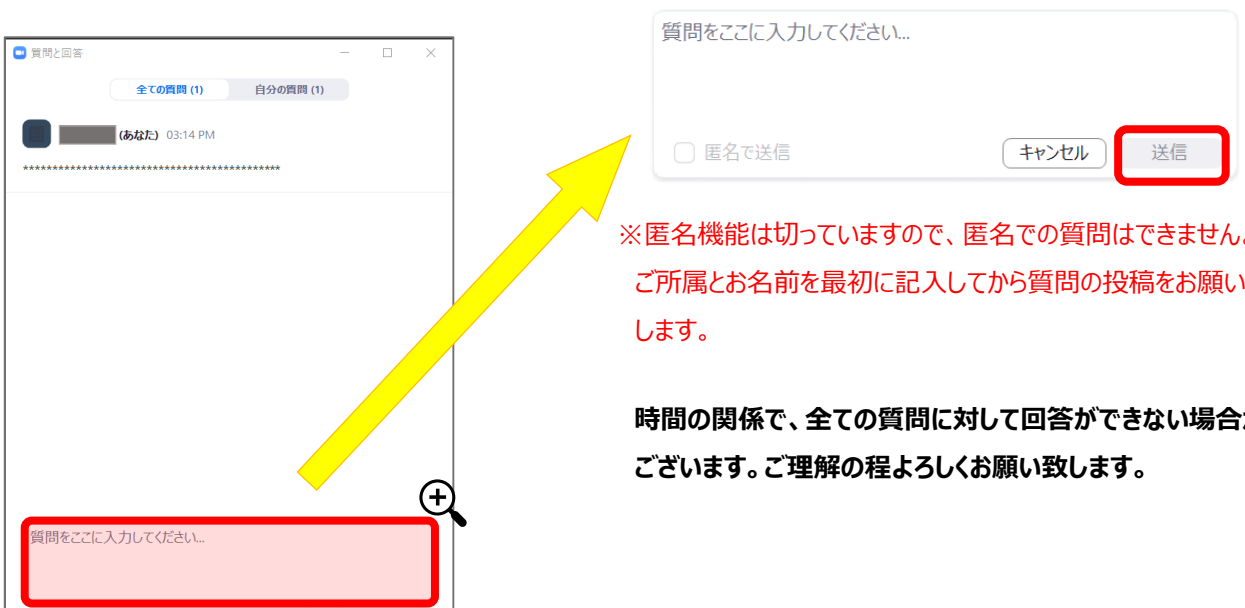 質問と回答
全ての質問 (1)
自分の質問 (1)
(あなた) 03:14 PM
*******************************************
質問をここに入力してください...
質問をここに入力してください...
匿名で送信
キャンセル
送信
※匿名機能は切っていますので、匿名での質問はできません。
ご所属とお名前を最初に記入してから質問の投稿をお願い
します。
時間の関係で、全ての質問に対して回答ができない場合が
ございます。ご理解の程よろしくお願い致します。